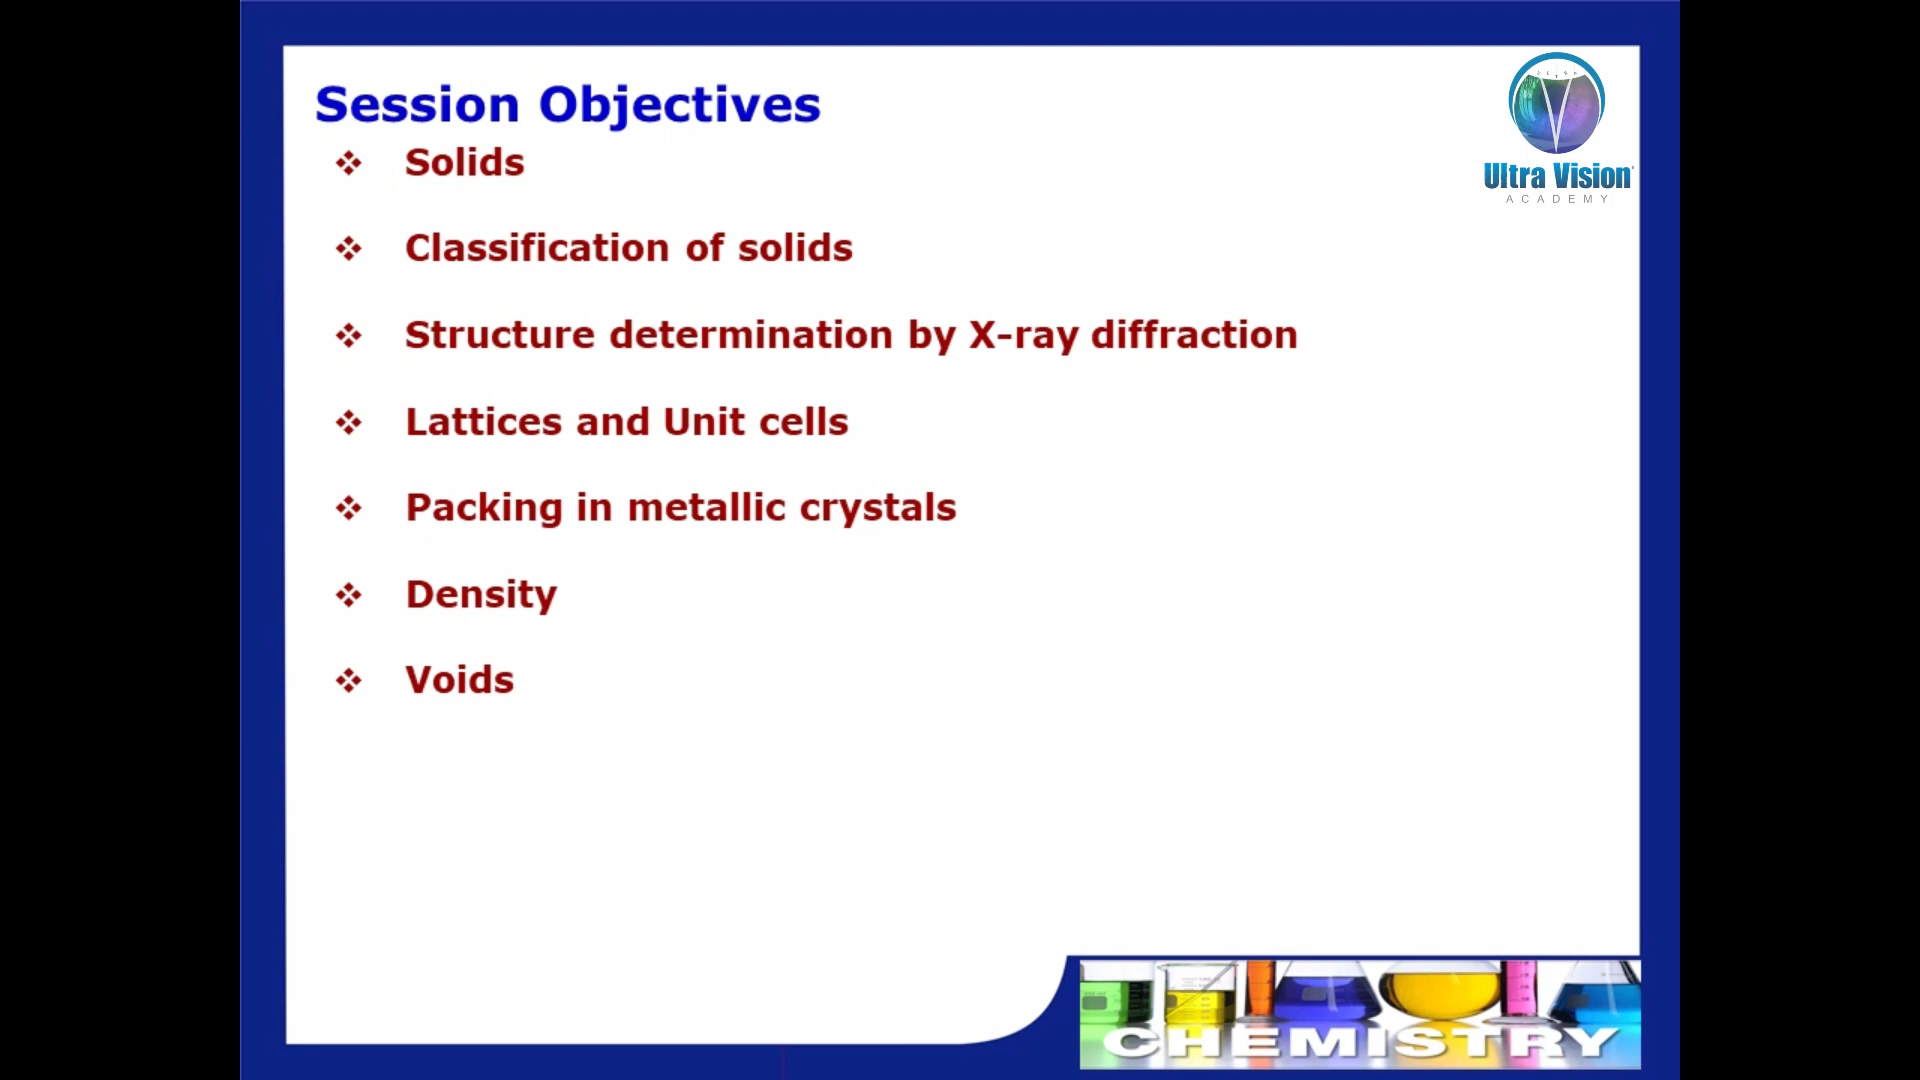 Session Objectives
Solids
Classification of solids
Structure determination by X-ray diffraction
Lattices and Unit cells
Packing in metallic crystals
Density
Voids
Ultra Vision
ACADEMY
CHEMISTRY